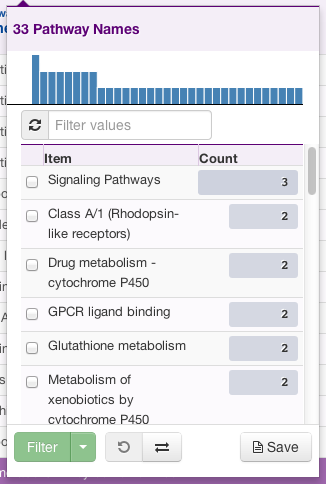 33 Pathway Names
Filter values
Item Count
Signaling Pathways 3
Class A/1 (Rhodopsin-
like receptors) 2
Drug metabolism -
cytochrome P450 2
GPCR ligand binding 2
Glutathione metabolism 2
Metabolism of
xenobiotics by
cytochrome P450 2
Filter Save